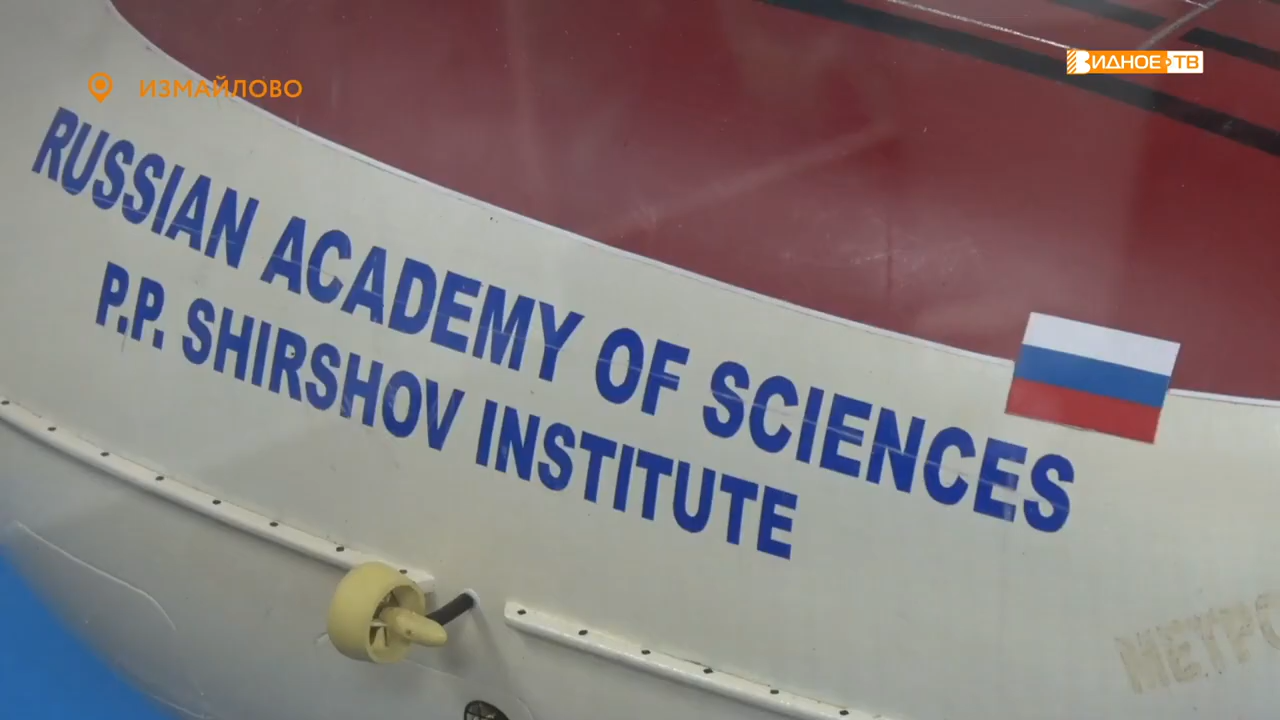 ИЗМАЙЛОВО
ВИДНОЕ ТВ
RUSSIAN ACADEMY OF SCIENCES
P.P. SHIRSHOV INSTITUTE